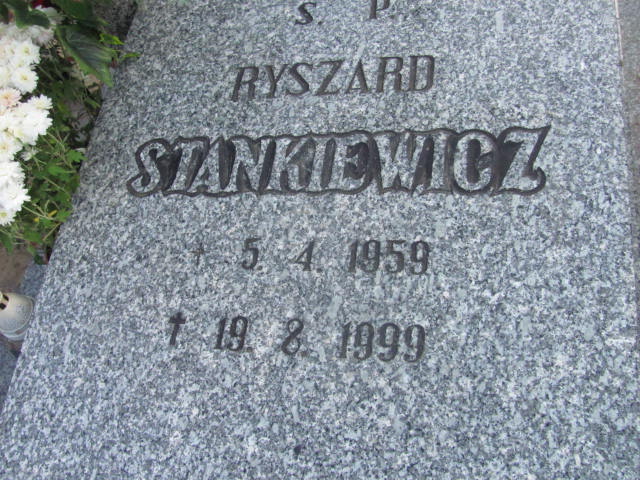 Ś. P.
RYSZARD
STANKIEWICZ
+ 5. 4. 1959
† 19. 8. 1999